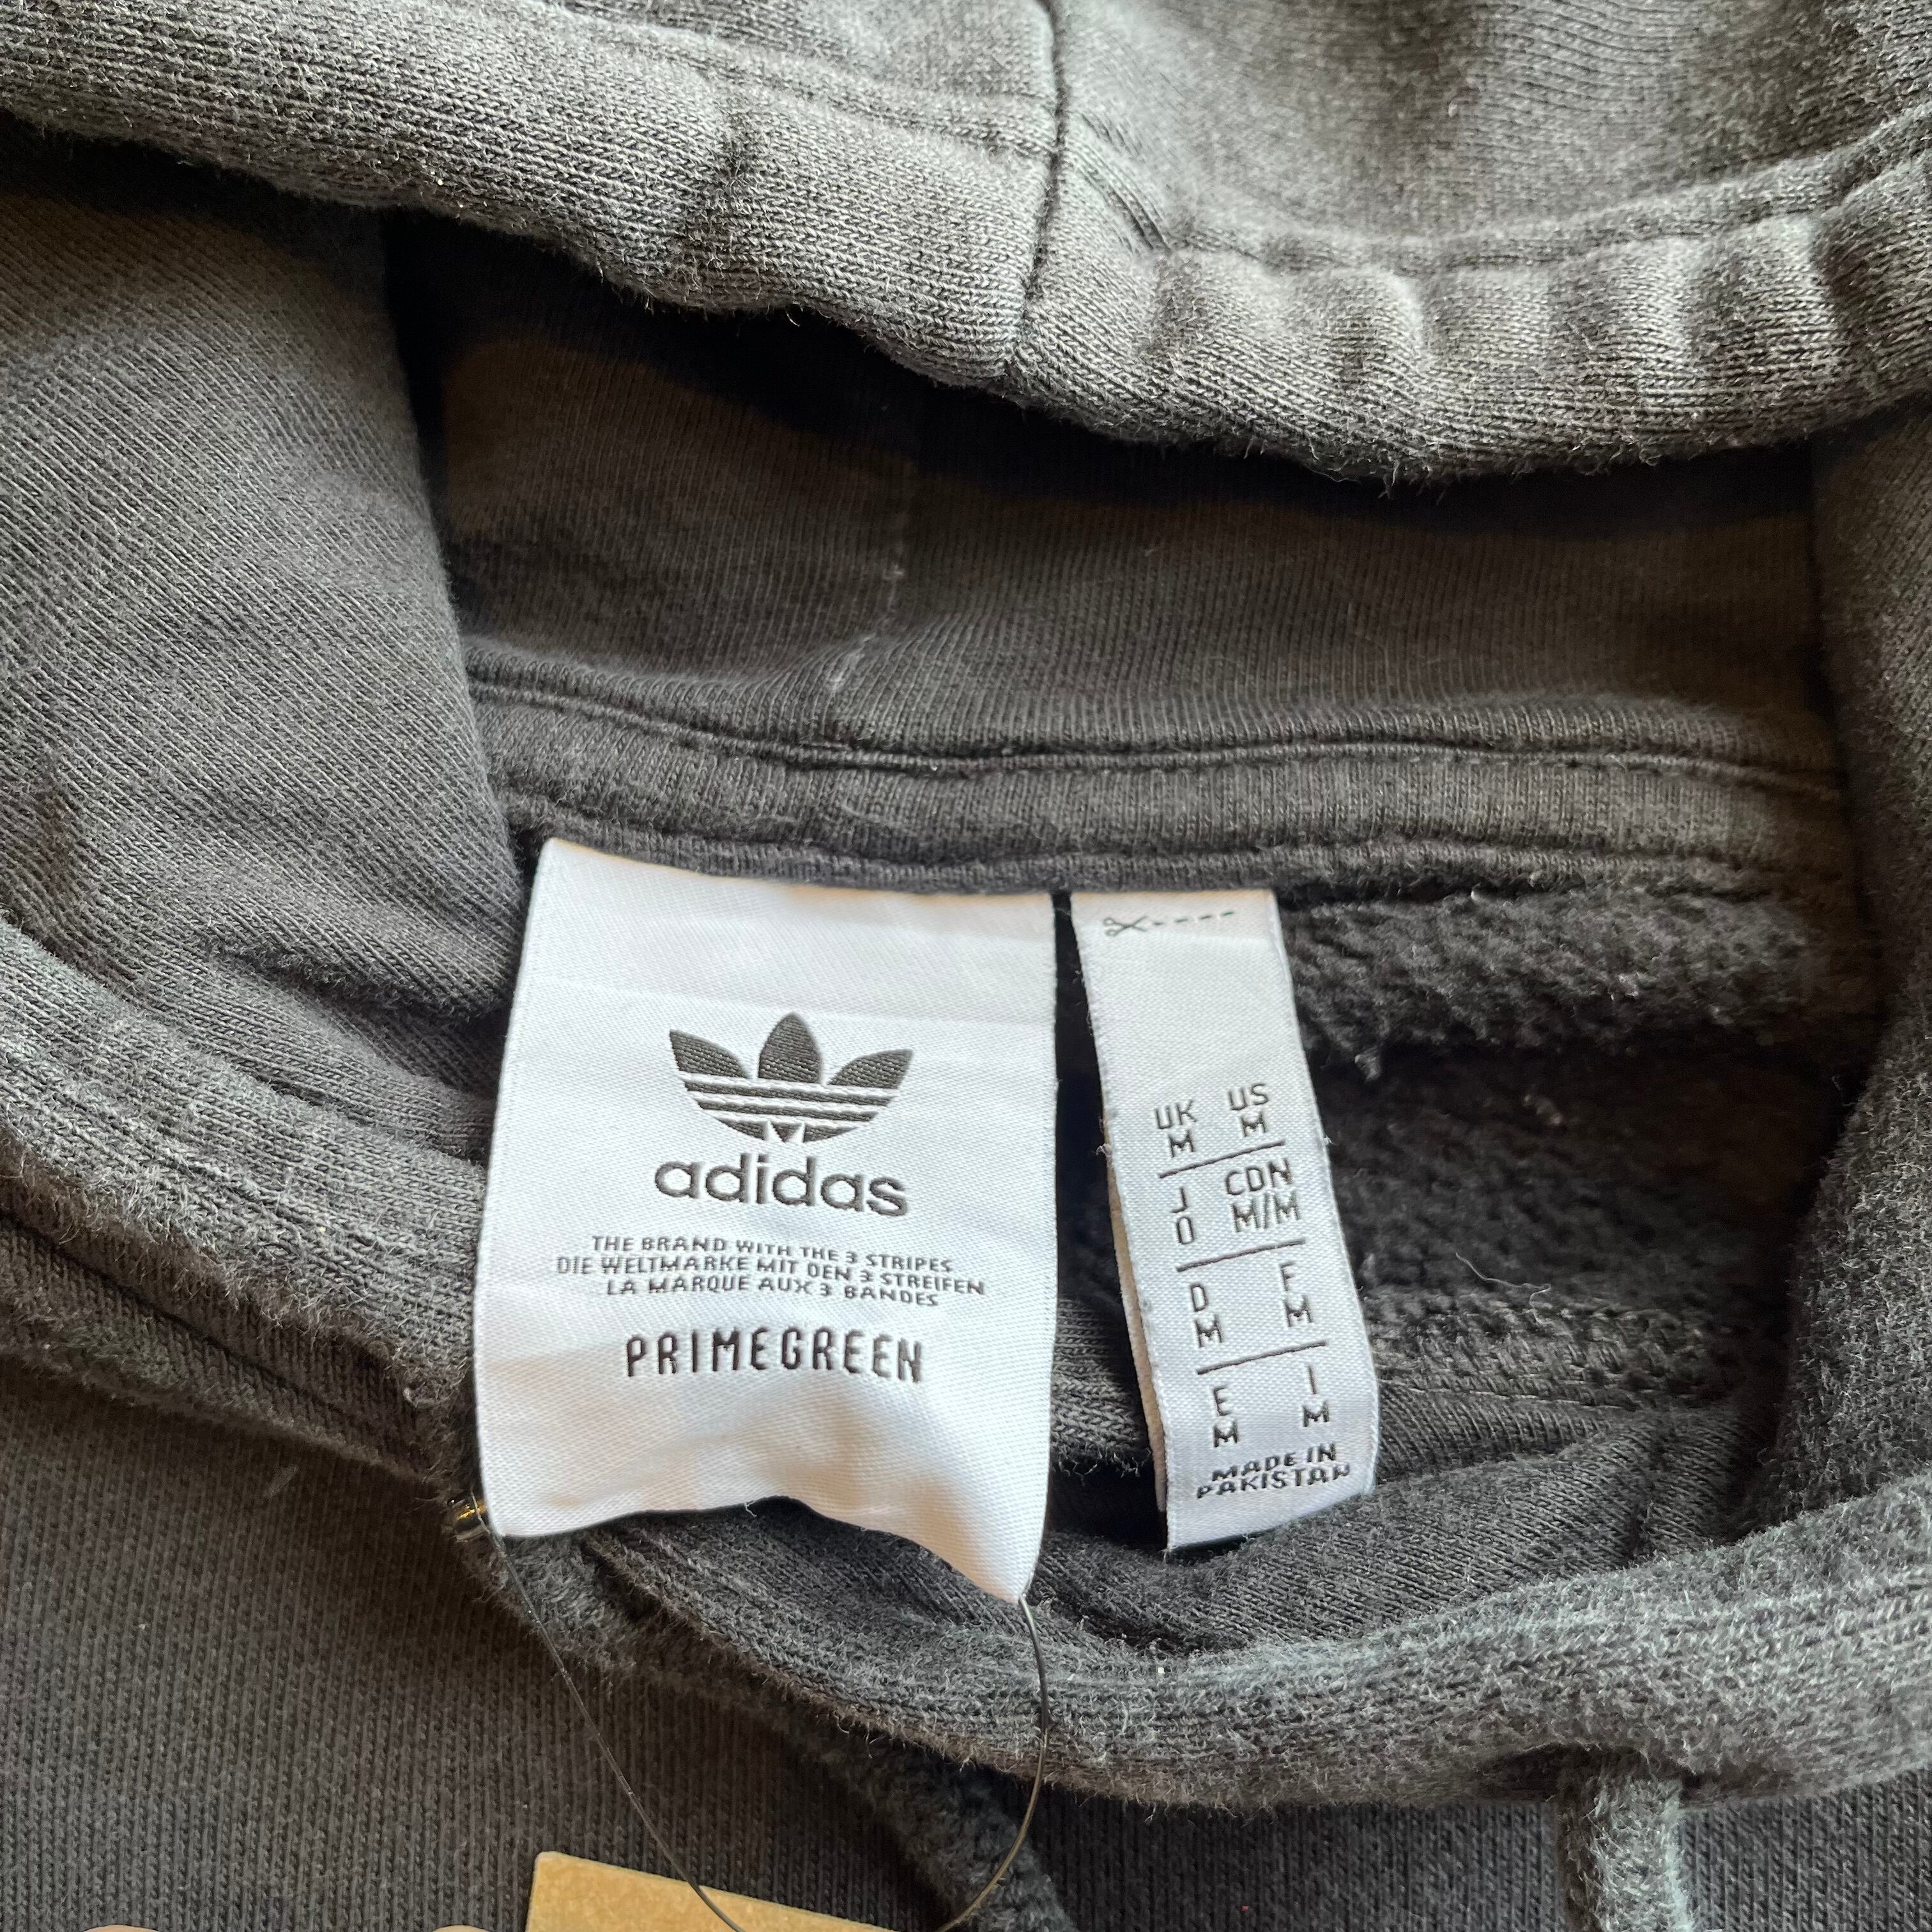 adidas
THE BRAND WITH THE 3 STRIPES
DIE WELTMARKE MIT DEN 3 STREIFEN
LA MARQUE AUX 3 BANDES
PRIMEGREEN
UK US
M M
J CDN
O M/M
D F
M M
E I
M M
MADE IN
PAKISTAN